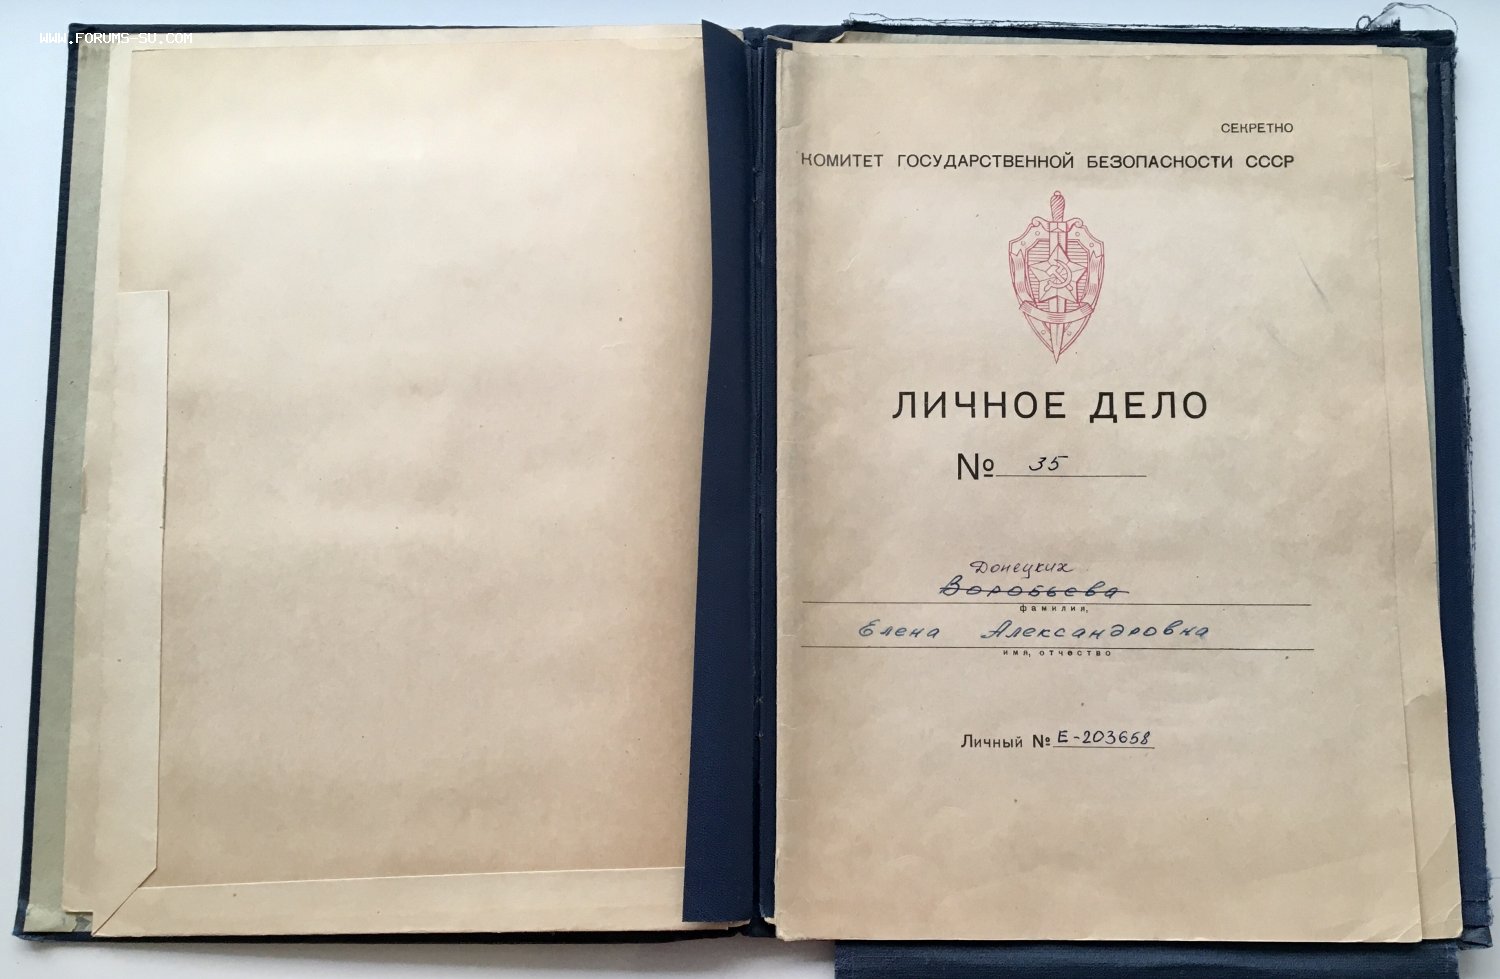 WWW.FORUMS-SU.COM
СЕКРЕТНО
КОМИТЕТ ГОСУДАРСТВЕННОЙ БЕЗОПАСНОСТИ СССР
ЛИЧНОЕ ДЕЛО
№ 35
Донецких
Воробьева
фамилия,
Елена Александровна
имя, отчество
Личный № Е-203658